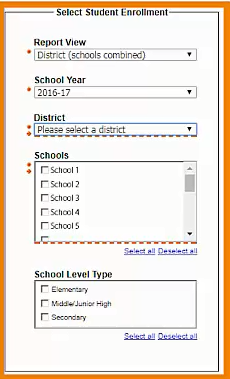 Select Student Enrollment
Report View
District (schools combined)
School Year
2016-17
District
Please select a district
Schools
School 1
School 2
School 3
School 4
School 5
Select all Deselect all
School Level Type
Elementary
Middle/Junior High
Secondary
Select all Deselect all